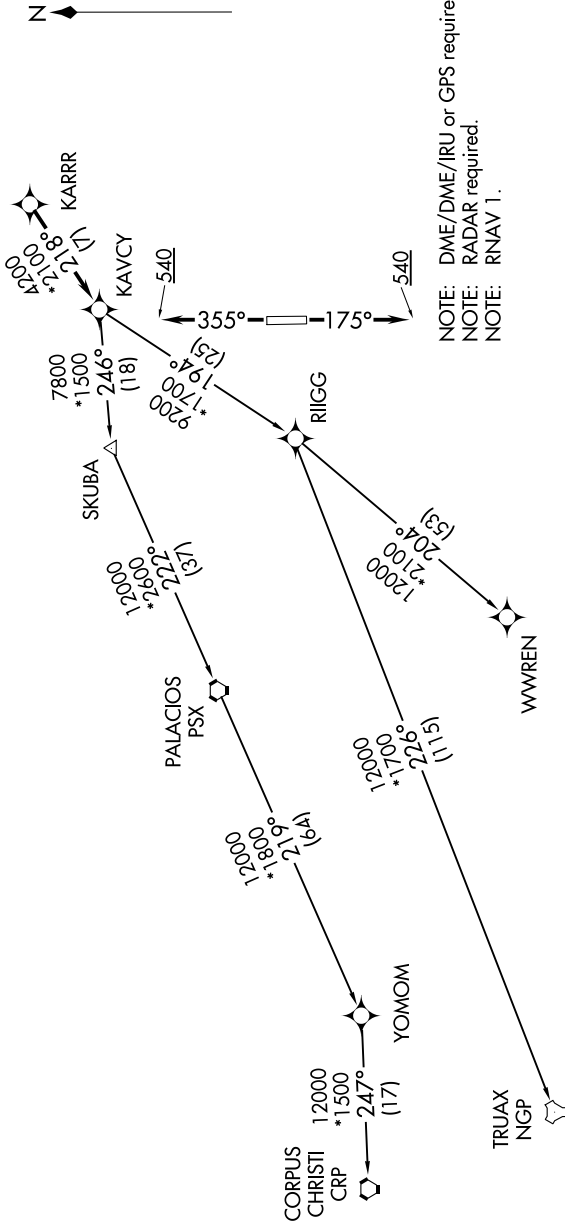 N
KARRR
4200
*2100
218°
(7)
KAVCY
7800
*1500
246°
(18)
SKUBA
540
355°
175°
540
9200
*1700
194°
(25)
RIIGG
12000
*2600
222°
(37)
PALACIOS
PSX
12000
*2100
204°
(53)
WWREN
12000
*1800
219°
(64)
12000
*1700
226°
(115)
YOMOM
12000
*1500
247°
(17)
CORPUS
CHRISTI
CRP
TRUAX
NGP
NOTE: DME/DME/IRU or GPS require
NOTE: RADAR required.
NOTE: RNAV 1.